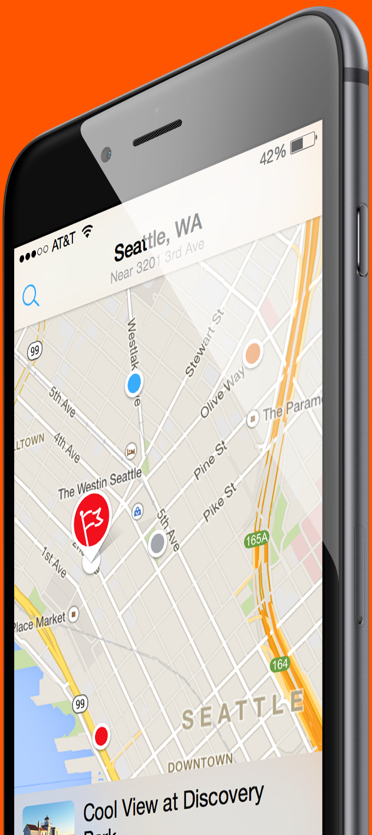 42%
AT&T
Seattle, WA
Near 3201 3rd Ave
99
Westlake Ave
Stewart St
Olive Way
The Param
5th Ave
4th Ave
LLTOWN
The Westin Seattle
Pine St
Pike St
5th Ave
1st Ave
165A
Place Market
164
99
SEATTLE
DOWNTOWN
Cool View at Discovery
Park